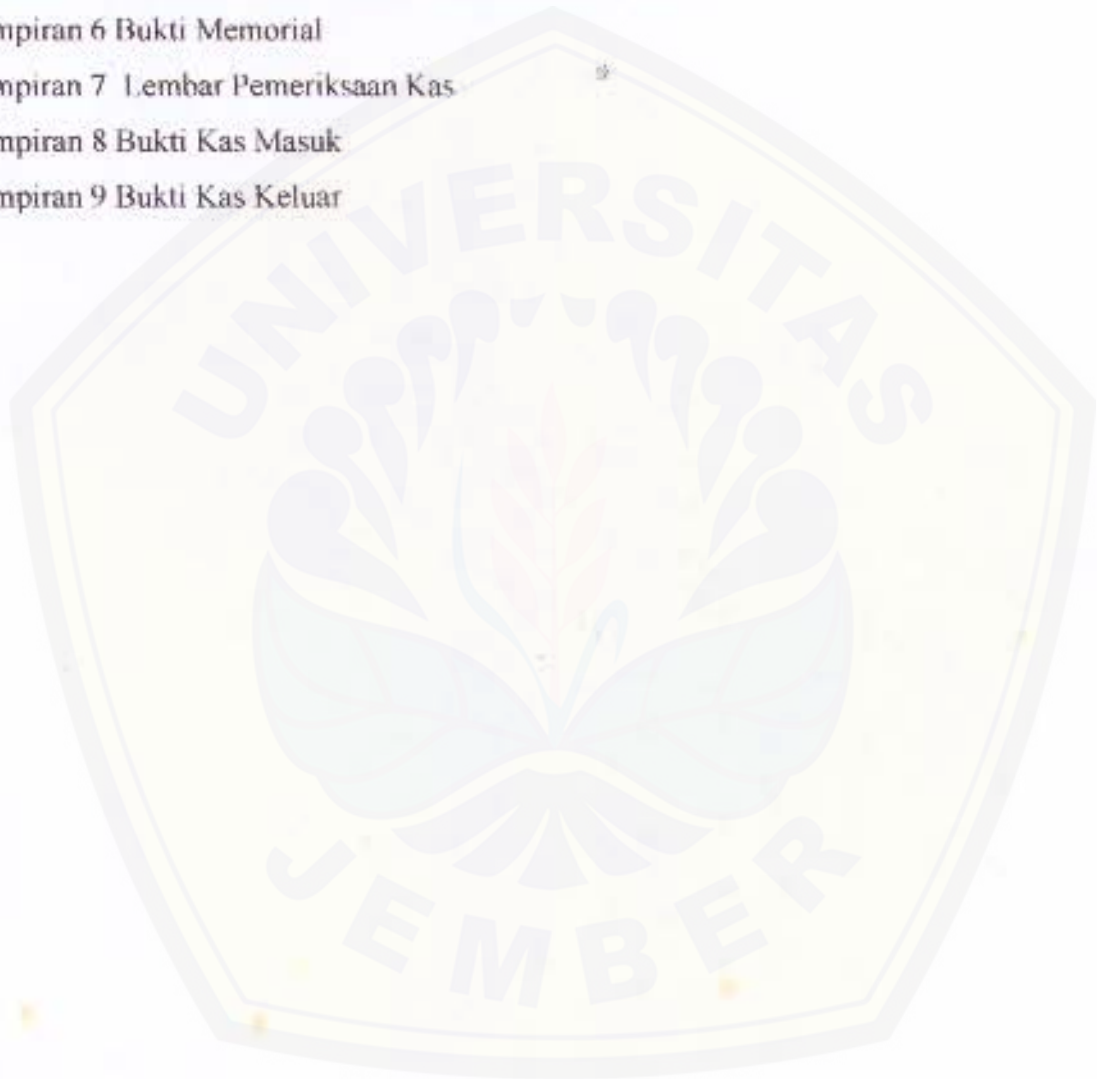 mpiran 6 Bukti Memorial
mpiran 7 Lembar Pemeriksaan Kas
mpiran 8 Bukti Kas Masuk
mpiran 9 Bukti Kas Keluar
UNIVERSITAS
JEMBER